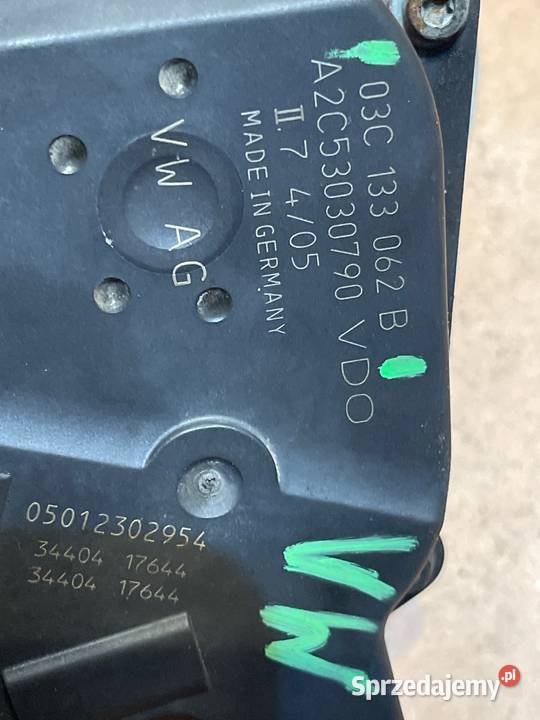 03C 133 062 B
A2C53030790 VDO
II.7 4/05
MADE IN GERMANY
VW AG
05012302954
34404 17644
34404 17644
VW
Sprzedajemy.pl